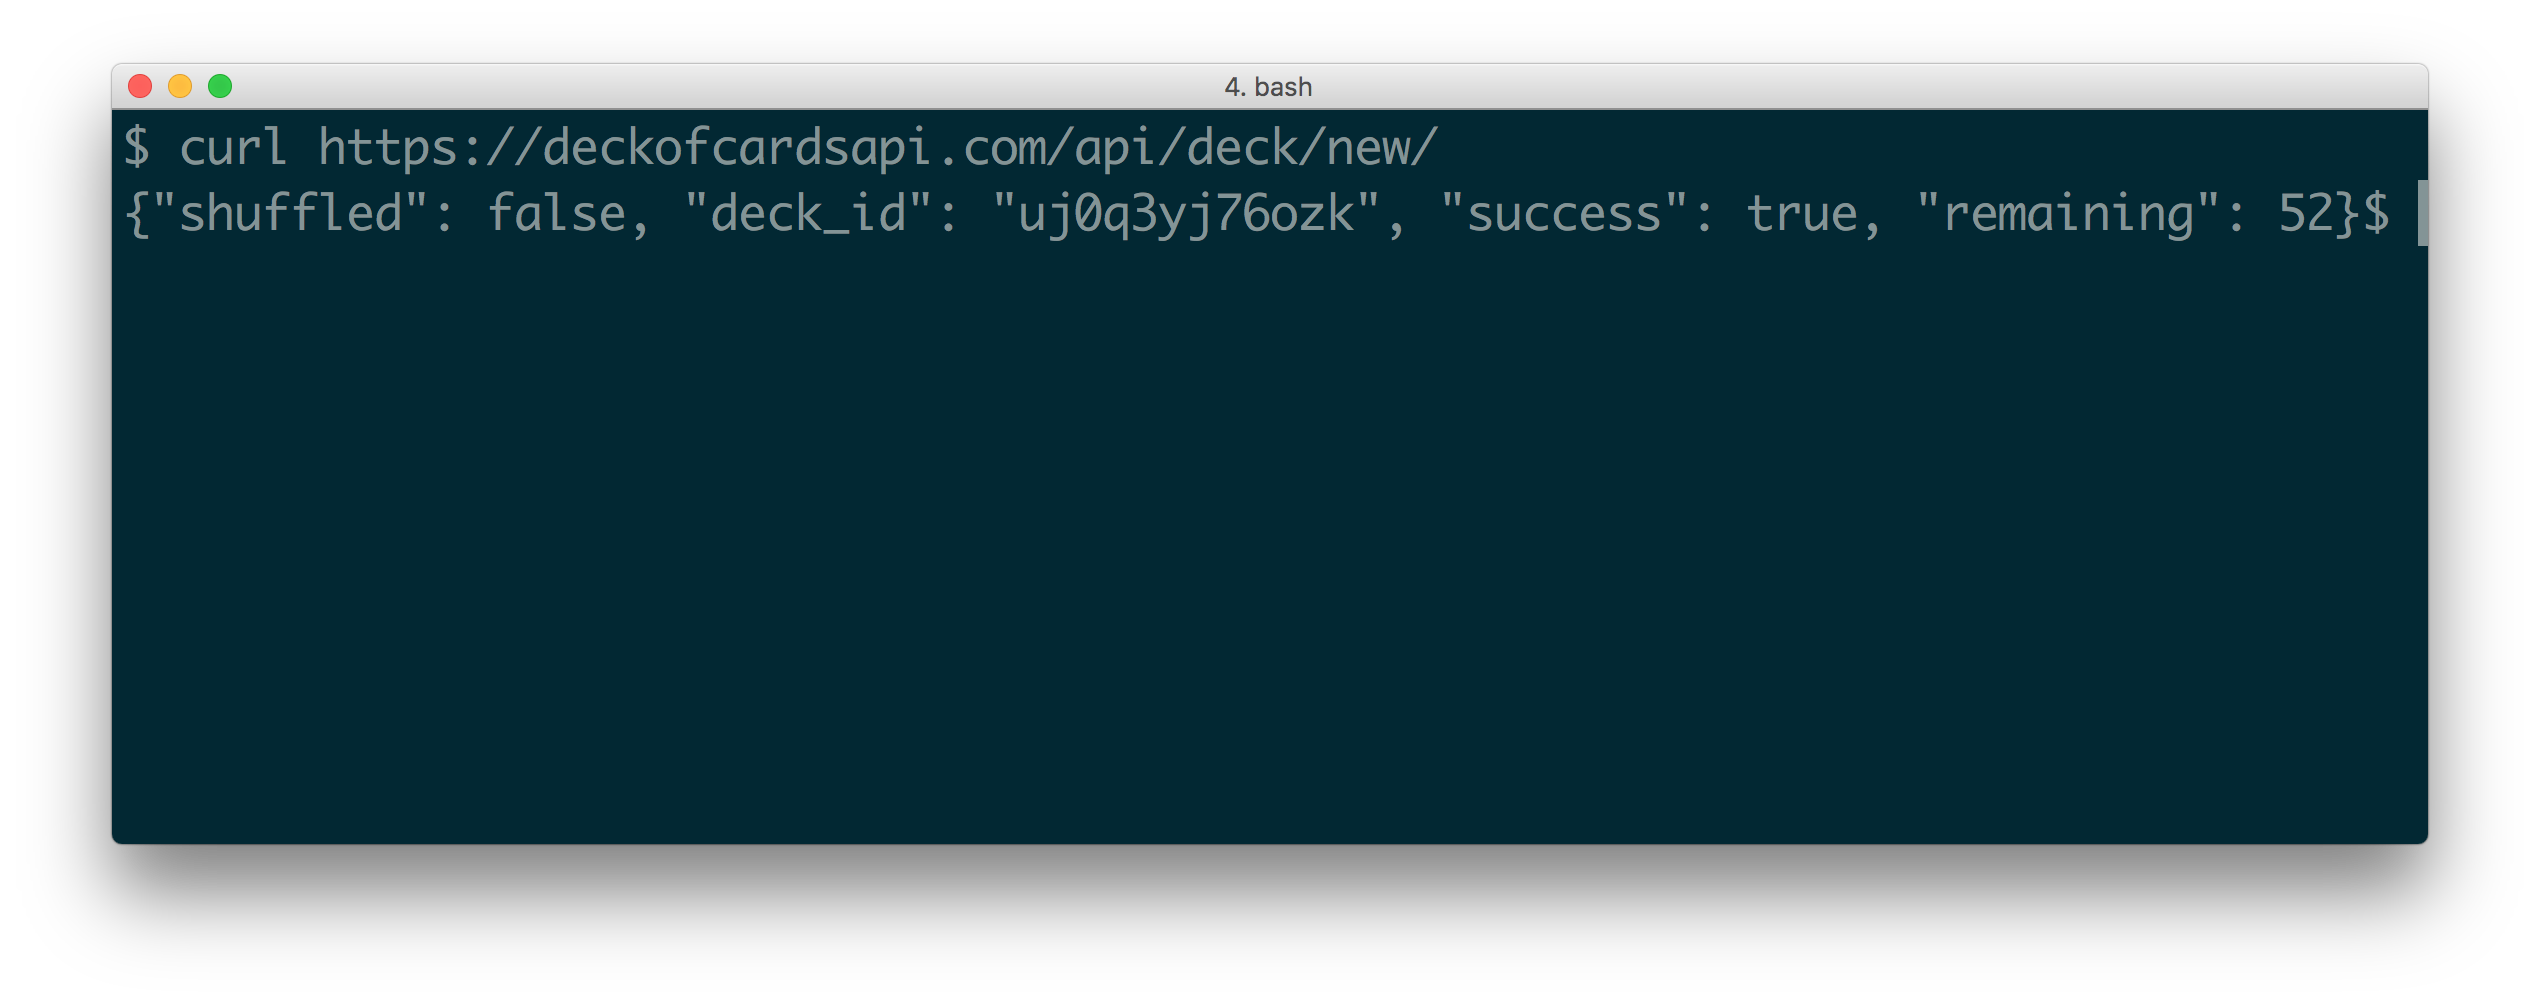 4. bash
$ curl https://deckofcardsapi.com/api/deck/new/
{"shuffled": false, "deck_id": "uj0q3yj76ozk", "success": true, "remaining": 52}$